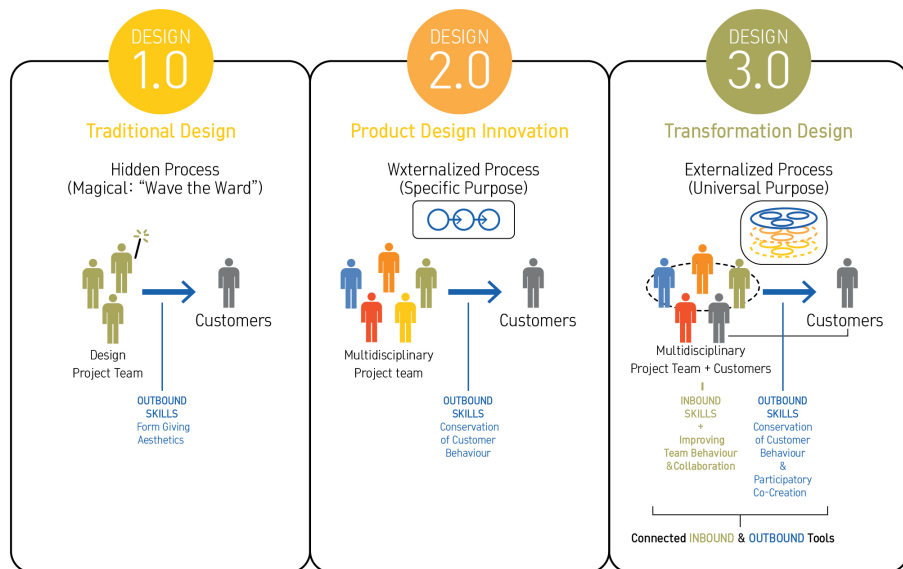 DESIGN
1.0
Traditional Design
Hidden Process
(Magical: “Wave the Ward”)
Customers
Design
Project Team
OUTBOUND
SKILLS
Form Giving
Aesthetics
DESIGN
2.0
Product Design Innovation
Wxternalized Process
(Specific Purpose)
Customers
Multidisciplinary
Project team
OUTBOUND
SKILLS
Conservation
of Customer
Behaviour
DESIGN
3.0
Transformation Design
Externalized Process
(Universal Purpose)
Customers
Multidisciplinary
Project Team + Customers
INBOUND
SKILLS
+
Improving
Team Behaviour
&Collaboration
OUTBOUND
SKILLS
Conservation
of Customer
Behaviour
&
Participatory
Co-Creation
Connected INBOUND & OUTBOUND Tools